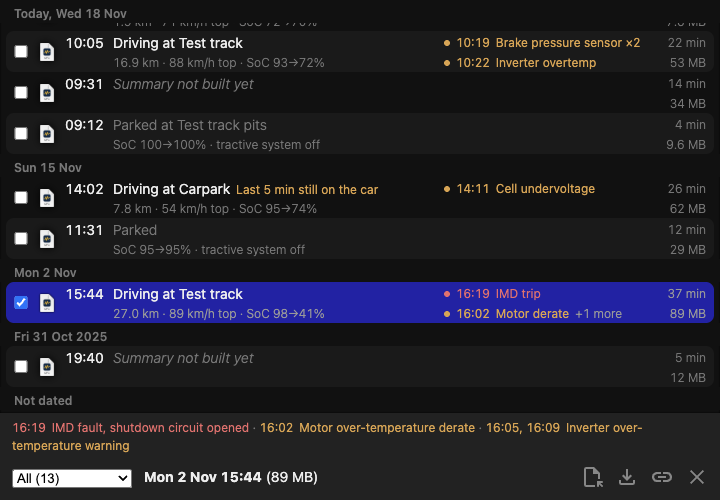 Today, Wed 18 Nov
10:05 Driving at Test track • 10:19 Brake pressure sensor ×2 22 min
16.9 km · 88 km/h top · SoC 93→72% • 10:22 Inverter overtemp 53 MB
09:31 Summary not built yet 14 min
34 MB
09:12 Parked at Test track pits 4 min
SoC 100→100% · tractive system off 9.6 MB
Sun 15 Nov
14:02 Driving at Carpark Last 5 min still on the car • 14:11 Cell undervoltage 26 min
7.8 km · 54 km/h top · SoC 95→74% 62 MB
11:31 Parked 12 min
SoC 95→95% · tractive system off 29 MB
Mon 2 Nov
15:44 Driving at Test track • 16:19 IMD trip 37 min
27.0 km · 89 km/h top · SoC 98→41% • 16:02 Motor derate +1 more 89 MB
Fri 31 Oct 2025
19:40 Summary not built yet 5 min
12 MB
Not dated
16:19 IMD fault, shutdown circuit opened · 16:02 Motor over-temperature derate · 16:05, 16:09 Inverter over-
temperature warning
All (13) Mon 2 Nov 15:44 (89 MB)